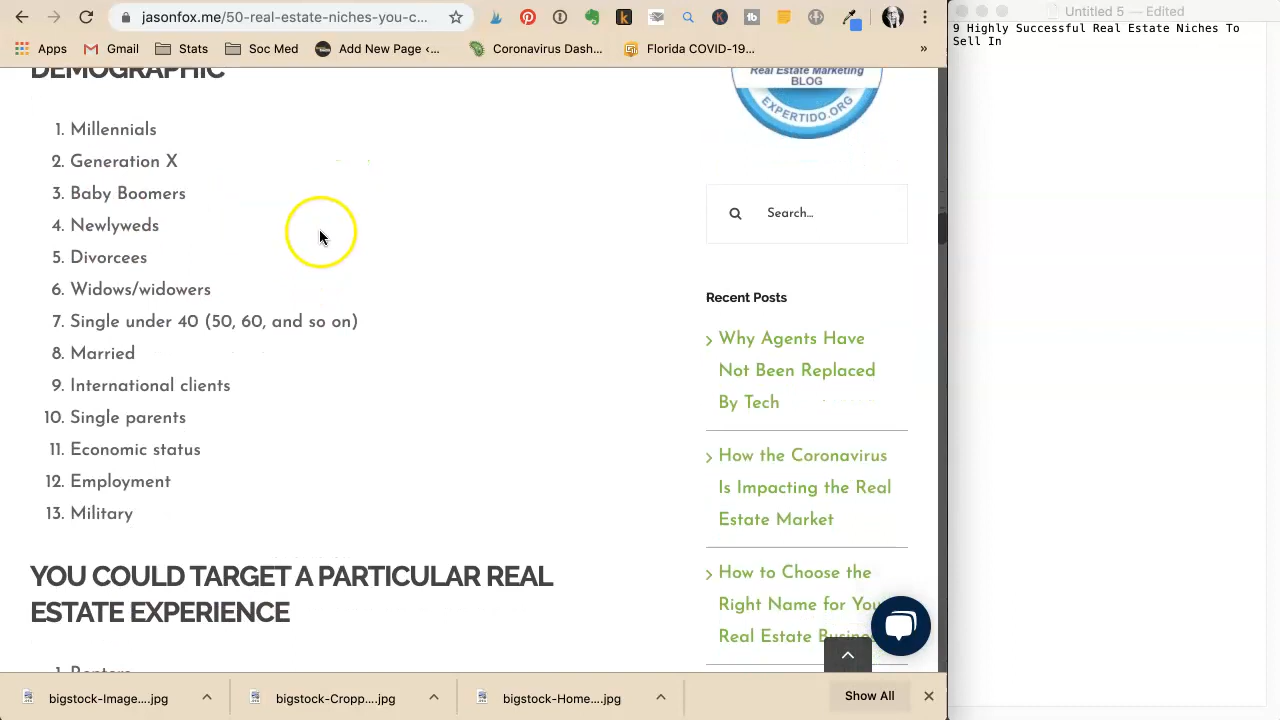 jasonfox.me/50-real-estate-niches-you-c...
Untitled 5 — Edited
Apps
Gmail
Stats
Soc Med
Add New Page ‹...
Coronavirus Dash...
Florida COVID-19...
»
9 Highly Successful Real Estate Niches To
Sell In
DEMOGRAPHIC
1. Millennials
2. Generation X
3. Baby Boomers
4. Newlyweds
5. Divorcees
6. Widows/widowers
7. Single under 40 (50, 60, and so on)
8. Married
9. International clients
10. Single parents
11. Economic status
12. Employment
13. Military
YOU COULD TARGET A PARTICULAR REAL
ESTATE EXPERIENCE
1. Renters
Real Estate Marketing
BLOG
EXPERTIDO.ORG
Search...
Recent Posts
Why Agents Have
Not Been Replaced
By Tech
How the Coronavirus
Is Impacting the Real
Estate Market
How to Choose the
Right Name for You
Real Estate Busine
bigstock-Image....jpg
bigstock-Cropp....jpg
bigstock-Home....jpg
Show All